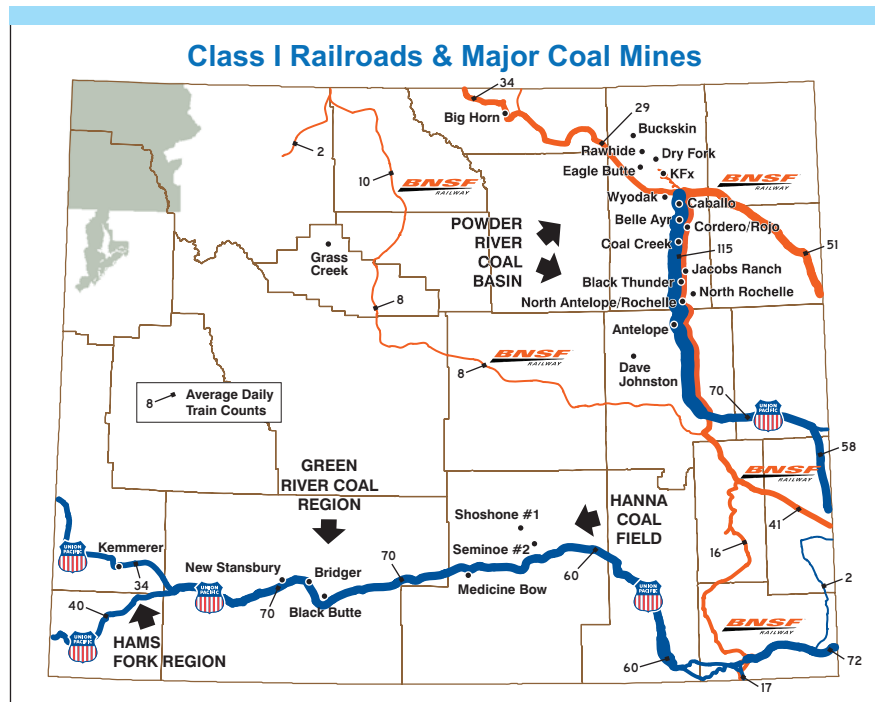 Class I Railroads & Major Coal Mines
34
Big Horn
29
Buckskin
Rawhide
Dry Fork
Eagle Butte
KFx
2
10
BNSF
RAILWAY
BNSF
RAILWAY
Wyodak
Caballo
POWDER
RIVER
COAL
BASIN
Belle Ayr
Cordero/Rojo
Coal Creek
115
51
Grass
Creek
Jacobs Ranch
Black Thunder
North Rochelle
North Antelope/Rochelle
8
Antelope
BNSF
RAILWAY
8
Dave
Johnston
8
Average Daily
Train Counts
70
UNION
PACIFIC
58
BNSF
RAILWAY
GREEN
RIVER COAL
REGION
HANNA
COAL
FIELD
Shoshone #1
41
Seminoe #2
16
UNION
PACIFIC
Kemmerer
34
New Stansbury
70
Bridger
70
60
Medicine Bow
2
UNION
PACIFIC
Black Butte
UNION
PACIFIC
40
HAMS
FORK REGION
UNION
PACIFIC
BNSF
RAILWAY
60
72
17